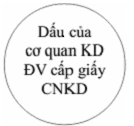 Dấu của
cơ quan KD
ĐV cấp giấy
CNKD